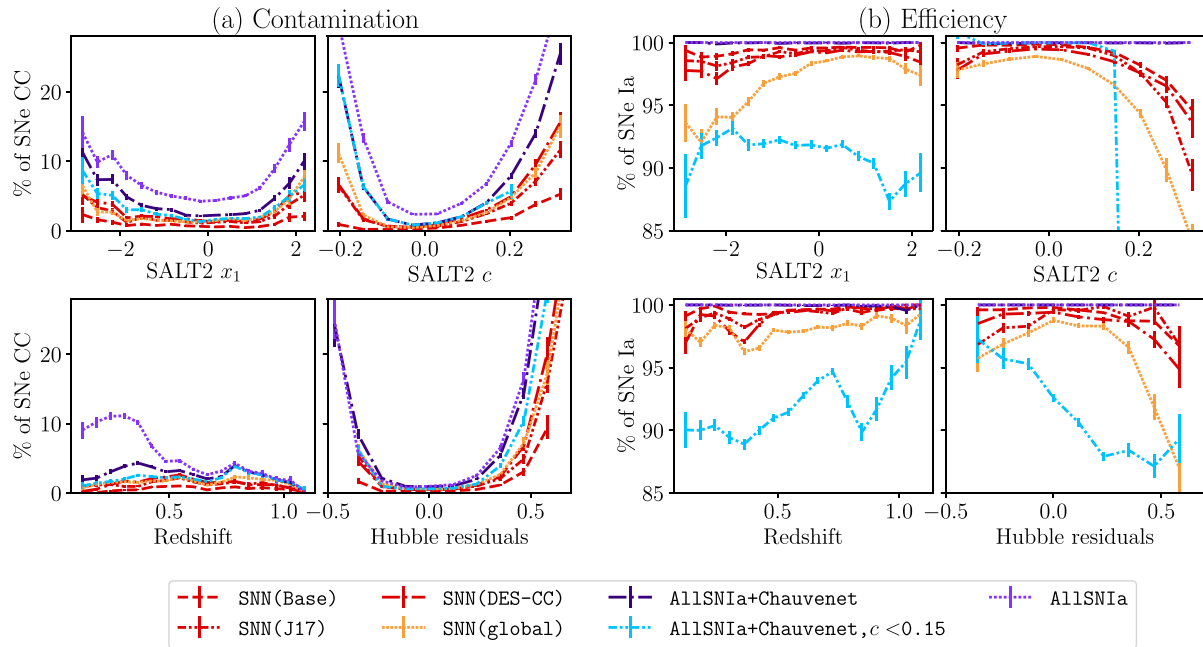 (a) Contamination
(b) Efficiency
% of SNe CC
20
10
0
−2
0
2
SALT2 x₁
−0.2
0.0
0.2
SALT2 c
% of SNe Ia
100
95
90
85
−2
0
2
SALT2 x₁
−0.2
0.0
0.2
SALT2 c
% of SNe CC
20
10
0
0.5
1.0
Redshift
−0.5
0.0
0.5
Hubble residuals
% of SNe Ia
100
95
90
85
0.5
1.0
Redshift
−0.5
0.0
0.5
Hubble residuals
SNN(Base)
SNN(J17)
SNN(DES-CC)
SNN(global)
AllSNIa+Chauvenet
AllSNIa+Chauvenet, c <0.15
AllSNIa